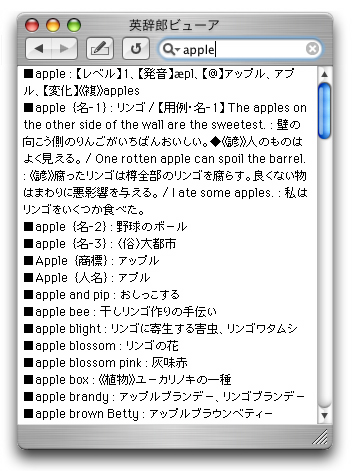 英辞郎ビューア
apple
■apple :【レベル】1、【発音】æpl、【@】アップル、アプ
ル、【変化】《複》apples
■apple {名-1} : リンゴ /【用例・名-1】The apples on
the other side of the wall are the sweetest. : 壁の
向こう側のりんごがいちばんおいしい。◆《諺》人のものは
よく見える。 / One rotten apple can spoil the barrel.
: 《諺》腐ったリンゴは樽全部のリンゴを腐らす。良くない物
はまわりに悪影響を与える。 / I ate some apples. : 私は
リンゴをいくつか食べた。
■apple {名-2} : 野球のボール
■apple {名-3} : 〈俗〉大都市
■Apple {商標} : アップル
■Apple {人名} : アプル
■apple and pip : おしっこする
■apple bee : 干しリンゴ作りの手伝い
■apple blight : リンゴに寄生する害虫、リンゴワタムシ
■apple blossom : リンゴの花
■apple blossom pink : 灰味赤
■apple box : 《植物》ユーカリノキの一種
■apple brandy : アップルブランデー、リンゴブランデー
■apple brown Betty : アップルブラウンベティー